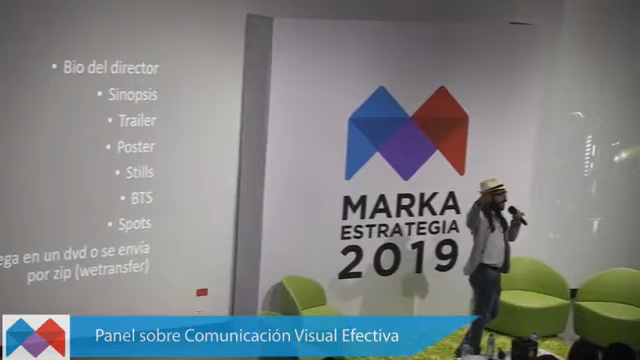 • Bio del director
• Sinopsis
• Trailer
• Poster
• Stills
• BTS
• Spots
en un dvd o se envía
por zip (wetransfer)
MARKA
ESTRATEGIA
2019
Panel sobre Comunicación Visual Efectiva